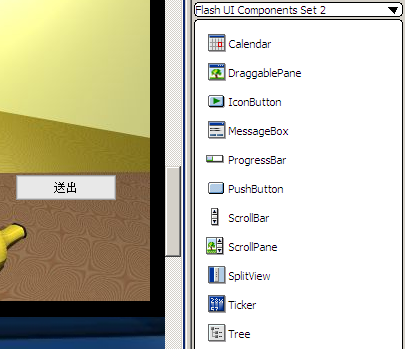 Flash UI Components Set 2
Calendar
DraggablePane
IconButton
MessageBox
ProgressBar
PushButton
送出
ScrollBar
ScrollPane
SplitView
Ticker
Tree